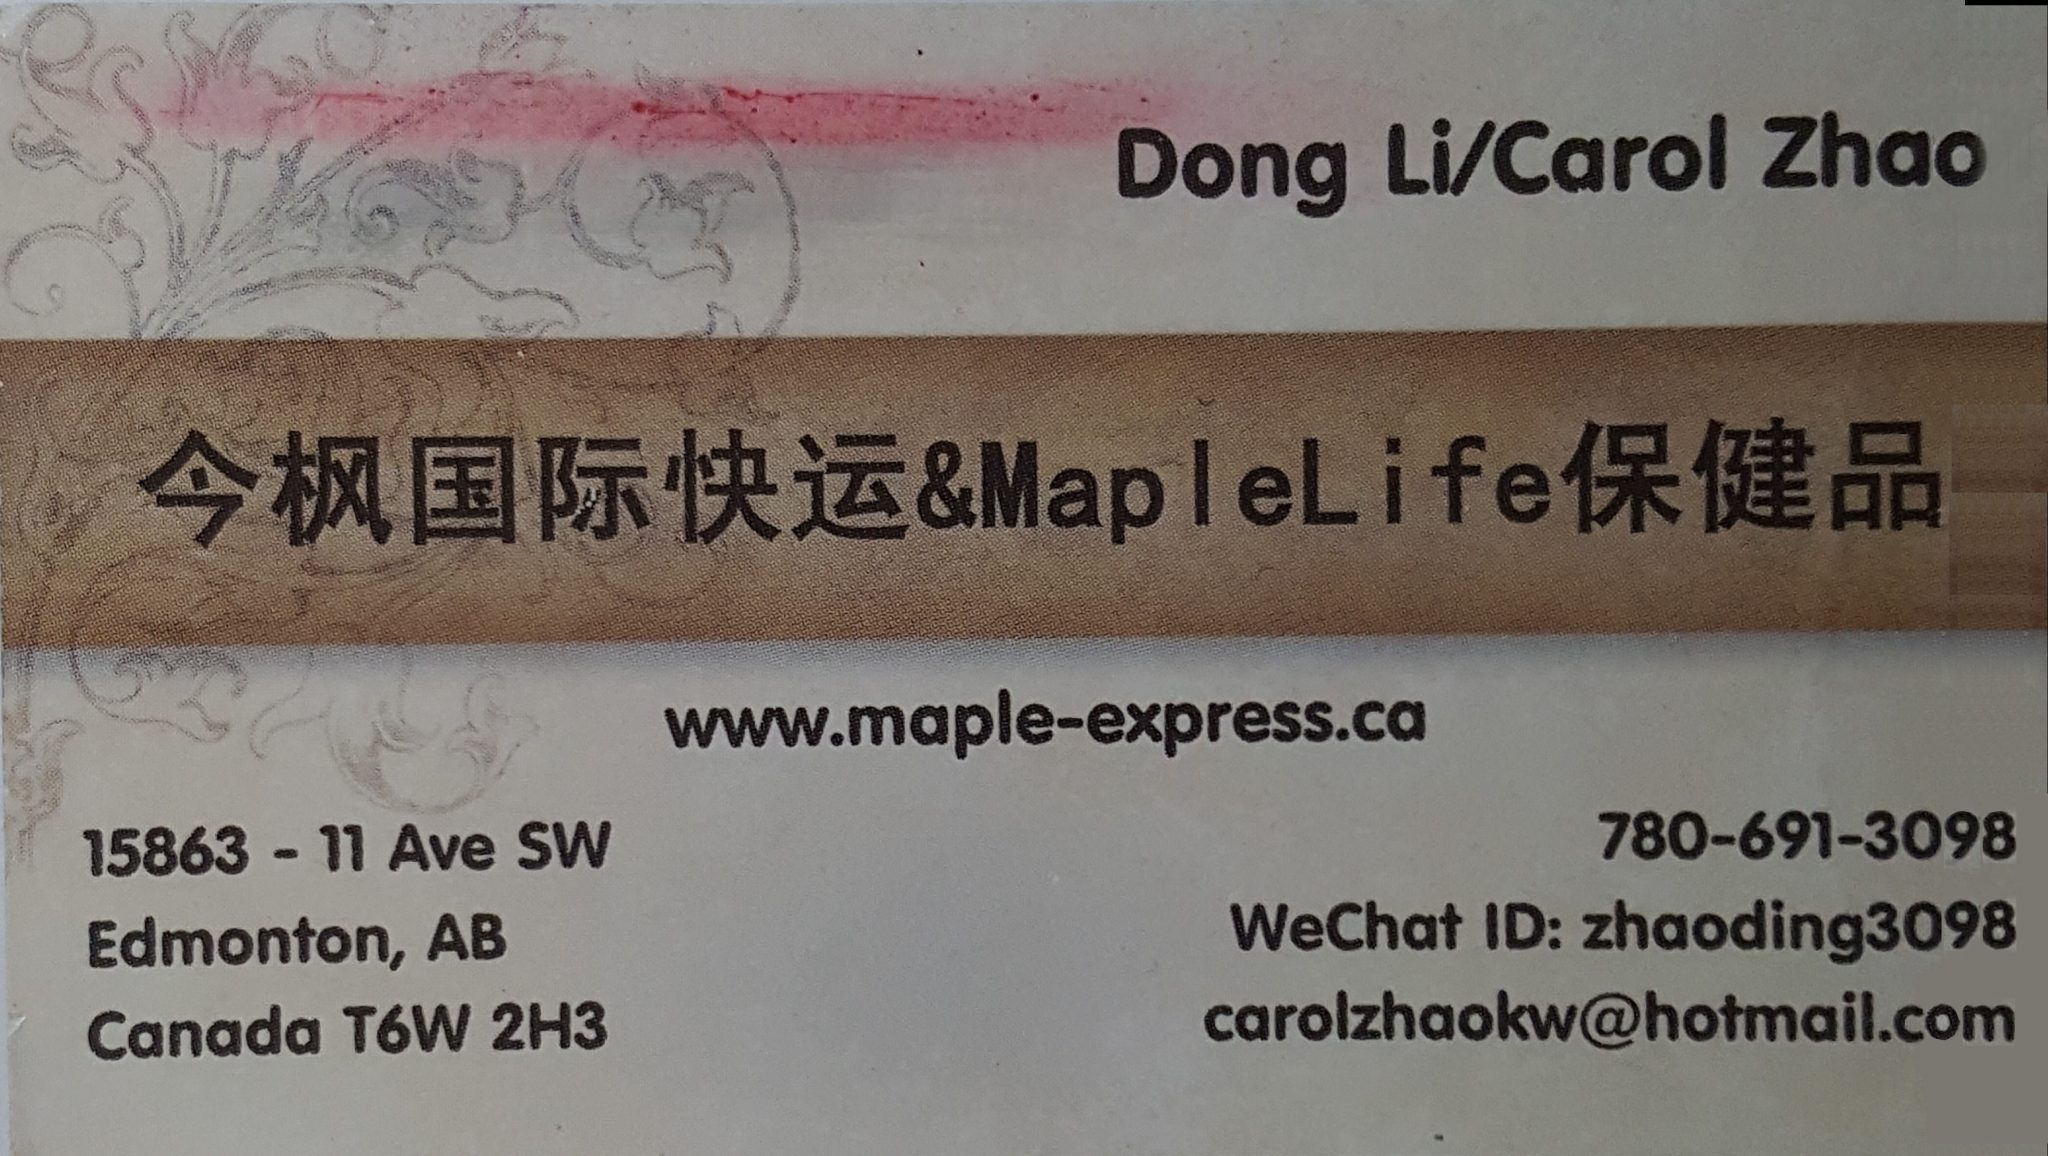 Dong Li/Carol Zhao
今枫国际快运&MapleLife保健品
www.maple-express.ca
15863 - 11 Ave SW
Edmonton, AB
Canada T6W 2H3
780-691-3098
WeChat ID: zhaoding3098
carolzhaokw@hotmail.com